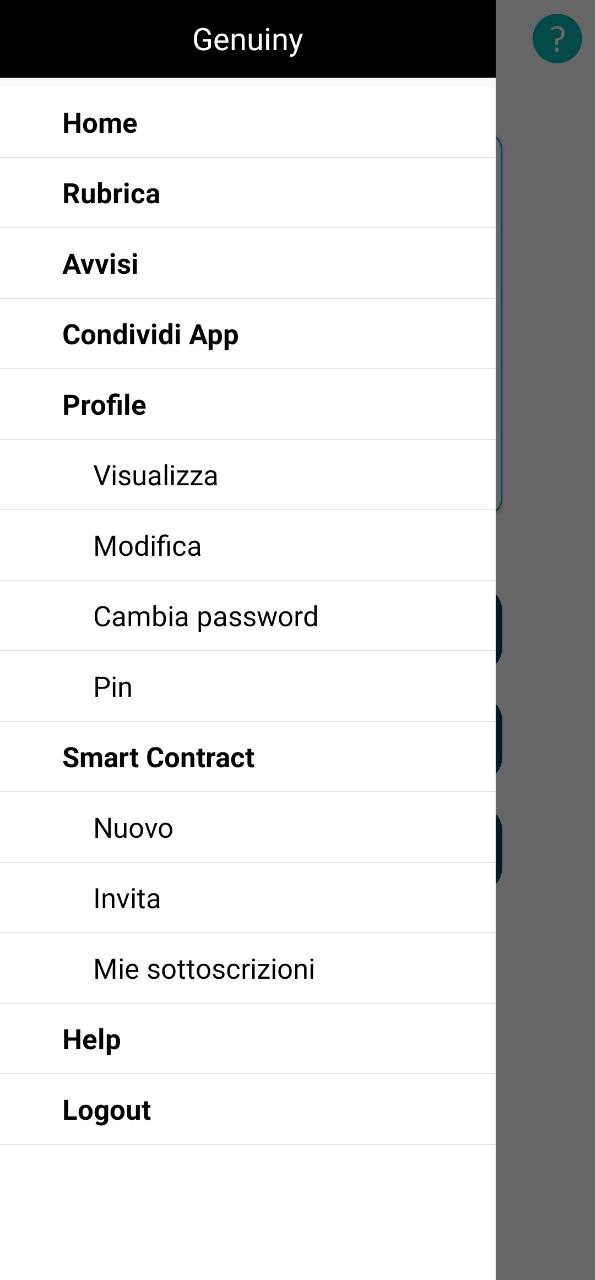 Genuiny
?
Home
Rubrica
Avvisi
Condividi App
Profile
Visualizza
Modifica
Cambia password
Pin
Smart Contract
Nuovo
Invita
Mie sottoscrizioni
Help
Logout